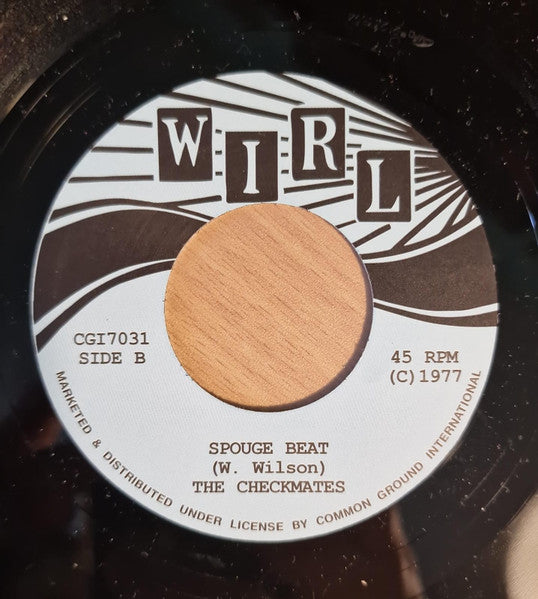 WIRL
CGI7031
SIDE B
45 RPM
(C)1977
SPOUGE BEAT
(W. Wilson)
THE CHECKMATES
MARKETED & DISTRIBUTED UNDER LICENSE BY COMMON GROUND INTERNATIONAL